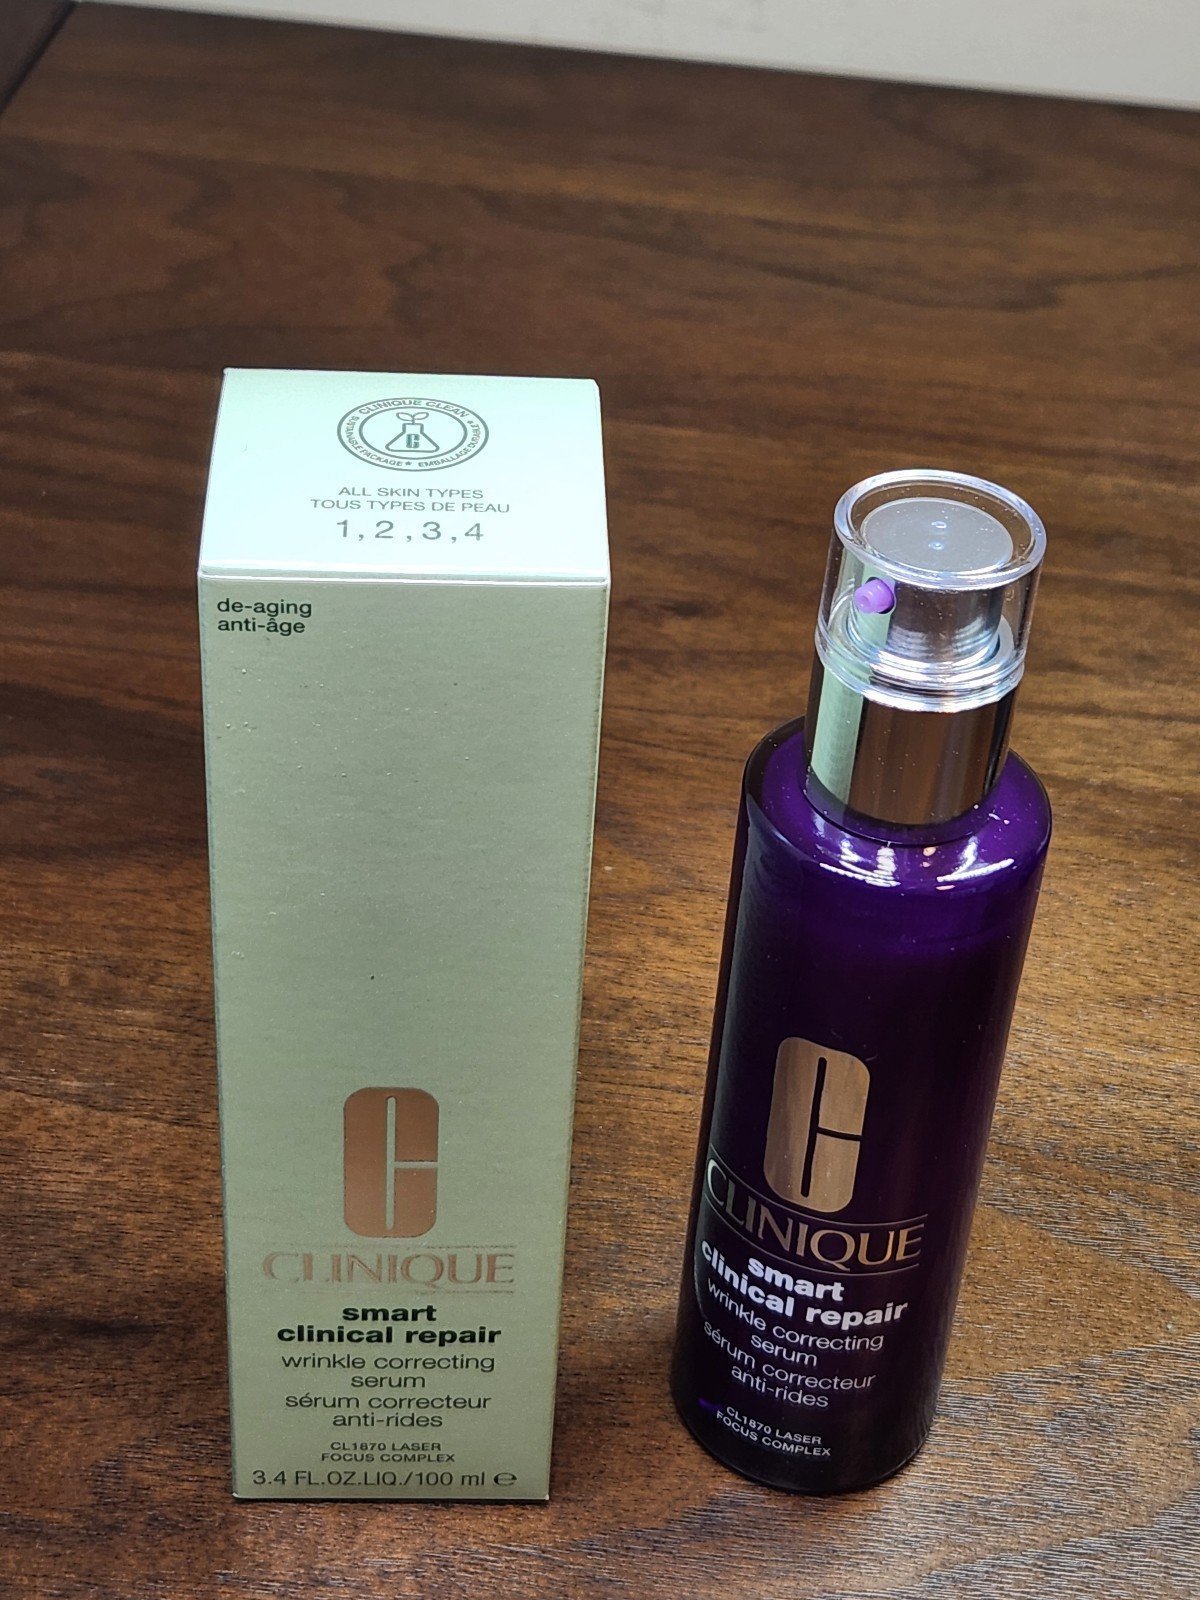 CLINIQUE CLEAN
SUSTAINABLE PACKAGE * EMBALLAGE DURABLE *
C
ALL SKIN TYPES
TOUS TYPES DE PEAU
1, 2, 3, 4
de-aging
anti-âge
C
CLINIQUE
smart
clinical repair
wrinkle correcting
serum
sérum correcteur
anti-rides
CL1870 LASER
FOCUS COMPLEX
3.4 FL.OZ.LIQ./100 ml ℮
C
CLINIQUE
smart
clinical repair
wrinkle correcting
serum
sérum correcteur
anti-rides
CL1870 LASER
FOCUS COMPLEX